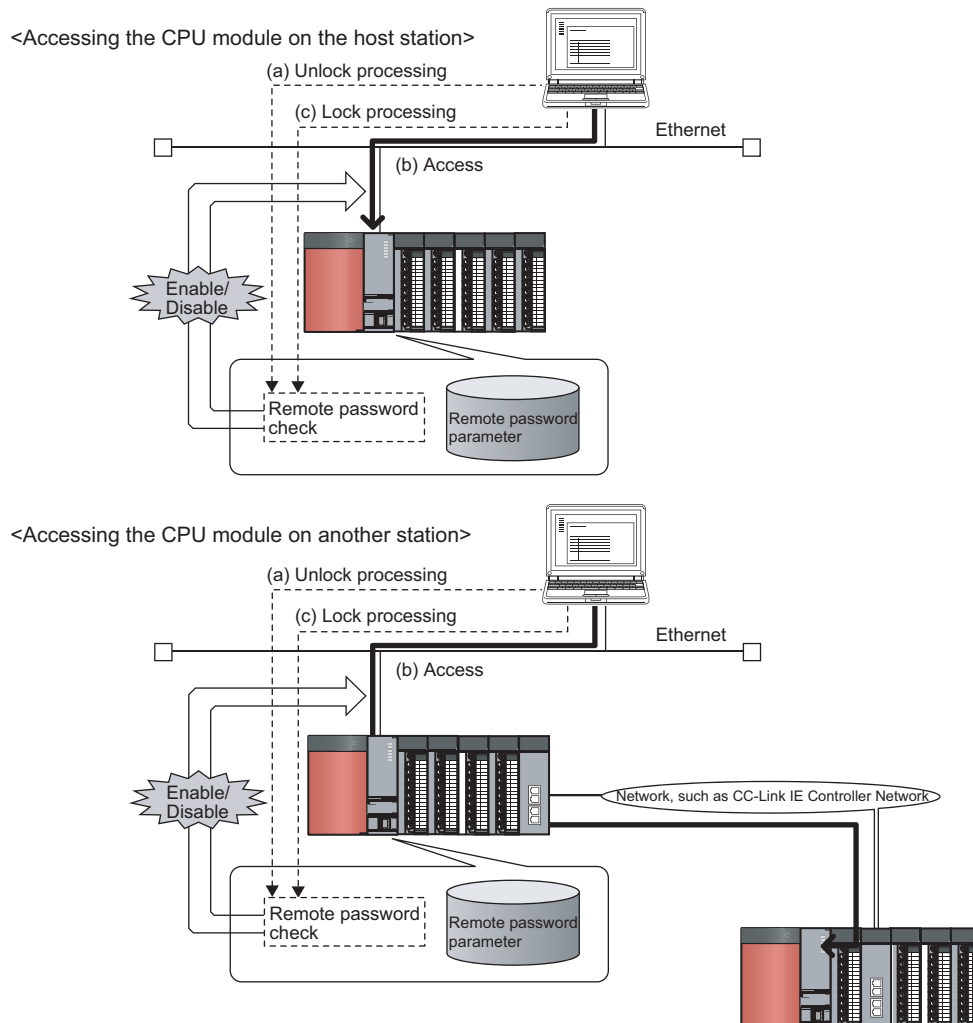 <Accessing the CPU module on the host station>
(a) Unlock processing
(c) Lock processing
Ethernet
(b) Access
Enable/
Disable
Remote password
check
Remote password
parameter
<Accessing the CPU module on another station>
(a) Unlock processing
(c) Lock processing
Ethernet
(b) Access
Enable/
Disable
Network, such as CC-Link IE Controller Network
Remote password
check
Remote password
parameter